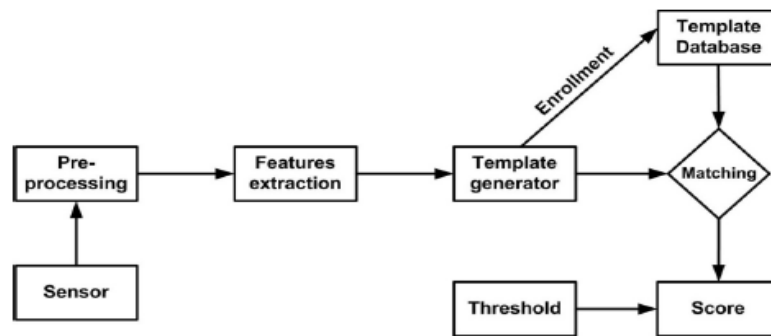 Template
Database
Enrollment
Pre-
processing
Features
extraction
Template
generator
Matching
Sensor
Threshold
Score